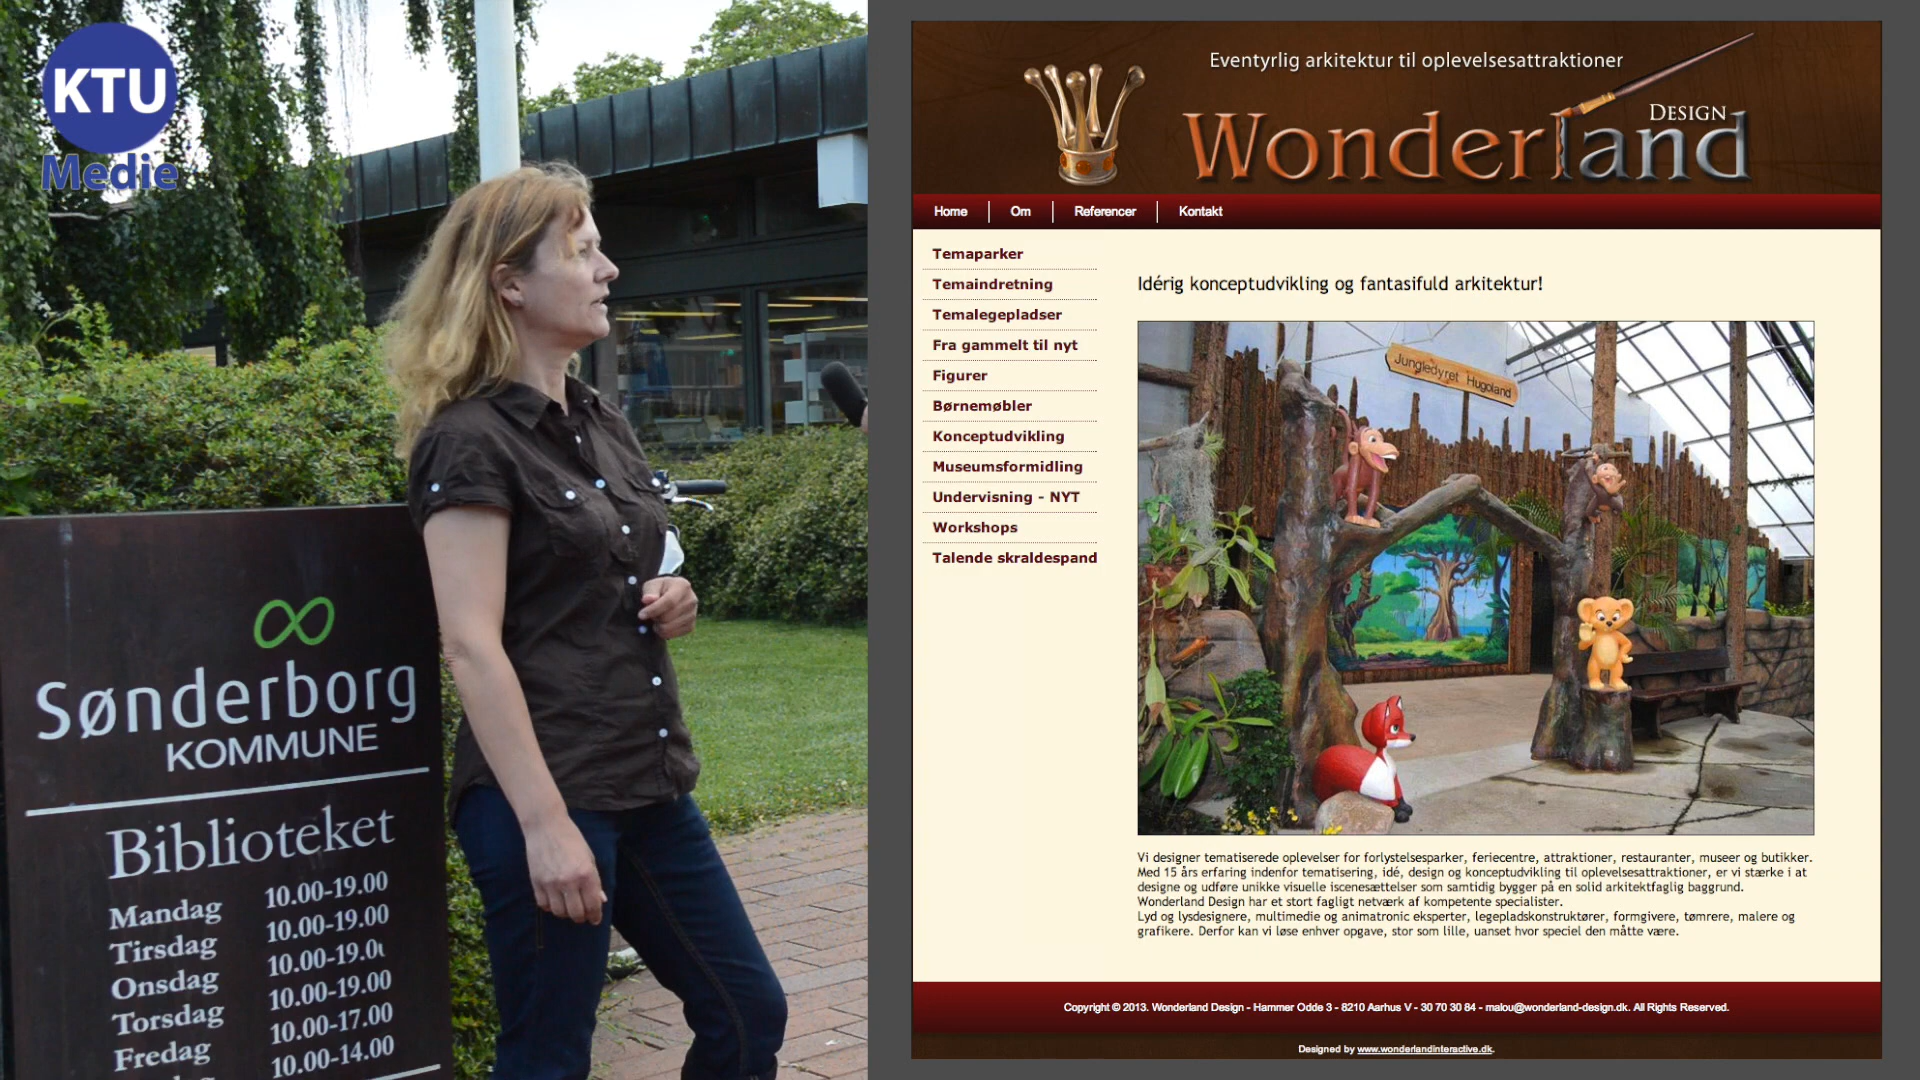 KTU
Medie
Sønderborg
KOMMUNE
Biblioteket
Mandag 10.00-19.00
Tirsdag 10.00-19.00
Onsdag 10.00-19.00
Torsdag 10.00-19.00
Fredag 10.00-17.00
10.00-14.00
Eventyrlig arkitektur til oplevelsesattraktioner
DESIGN
Wonderland
Home
Om
Referencer
Kontakt
Temaparker
Temaindretning
Temalegepladser
Fra gammelt til nyt
Figurer
Børnemøbler
Konceptudvikling
Museumsformidling
Undervisning - NYT
Workshops
Talende skraldespand
Idérig konceptudvikling og fantasifuld arkitektur!
Jungledyret Hugoland
Vi designer tematiserede oplevelser for forlystelsesparker, feriecentre, attraktioner, restauranter, museer og butikker.
Med 15 års erfaring indenfor tematisering, idé, design og konceptudvikling til oplevelsesattraktioner, er vi stærke i at
designe og udføre unikke visuelle iscenesættelser som samtidig bygger på en solid arkitektfaglig baggrund.
Wonderland Design har et stort fagligt netværk af kompetente specialister.
Lyd og lysdesignere, multimedie og animatronic eksperter, legepladskonstruktører, formgivere, tømrere, malere og
grafikere. Derfor kan vi løse enhver opgave, stor som lille, uanset hvor speciel den måtte være.
Copyright © 2013. Wonderland Design - Hammer Odde 3 - 8210 Aarhus V - 30 70 30 84 - malou@wonderland-design.dk. All Rights Reserved.
Designed by www.wonderlandinteractive.dk.